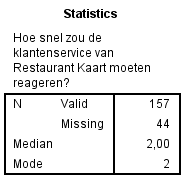 Statistics
Hoe snel zou de
klantenservice van
Restaurant Kaart moeten
reageren?
N Valid 157
Missing 44
Median 2,00
Mode 2